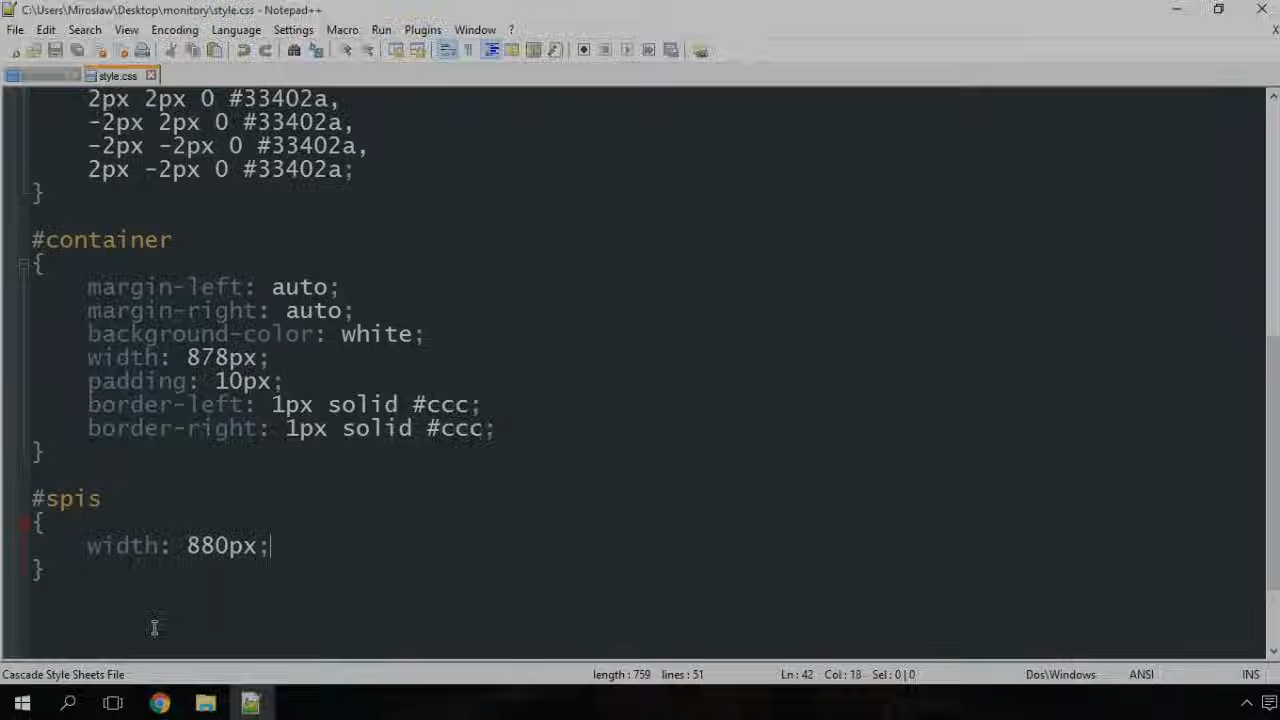 C:\Users\Mirosław\Desktop\monitory\style.css - Notepad++
File Edit Search View Encoding Language Settings Macro Run Plugins Window ?
style.css
2px 2px 0 #33402a,
-2px 2px 0 #33402a,
-2px -2px 0 #33402a,
2px -2px 0 #33402a;
}
#container
{
margin-left: auto;
margin-right: auto;
background-color: white;
width: 878px;
padding: 10px;
border-left: 1px solid #ccc;
border-right: 1px solid #ccc;
}
#spis
{
width: 880px;
}
Cascade Style Sheets File length : 759 lines : 51 Ln : 42 Col : 18 Sel : 0 | 0 Dos\Windows ANSI INS